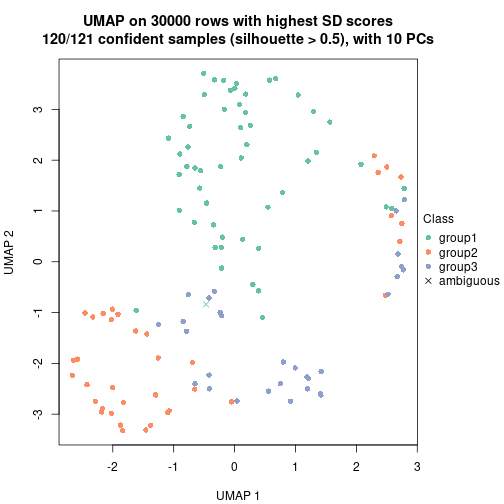 UMAP on 30000 rows with highest SD scores
120/121 confident samples (silhouette > 0.5), with 10 PCs
UMAP 2
3
2
1
0
-1
-2
-3
-2
-1
0
1
2
3
UMAP 1
Class
group1
group2
group3
ambiguous